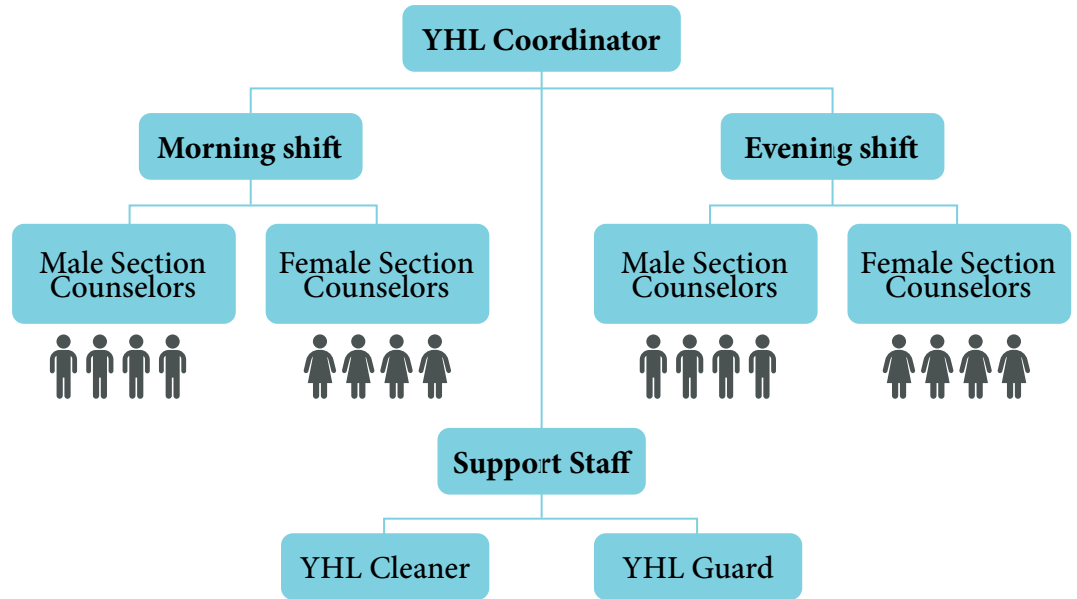 YHL Coordinator
Morning shift
Evening shift
Male Section
Counselors
Female Section
Counselors
Male Section
Counselors
Female Section
Counselors
Support Staff
YHL Cleaner
YHL Guard